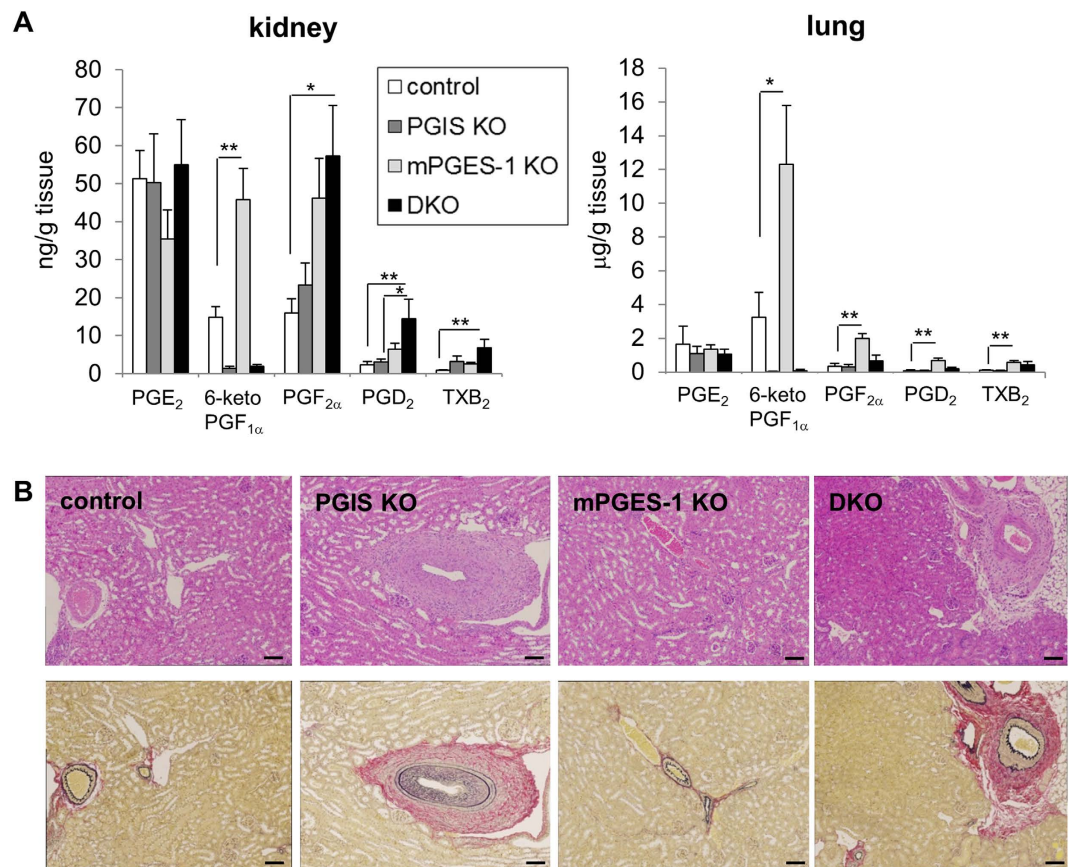 A
kidney
lung
ng/g tissue
80
70
60
50
40
30
20
10
0
**
*
**
*
**
control
PGIS KO
mPGES-1 KO
DKO
PGE₂
6-keto
PGF₁α
PGF₂α
PGD₂
TXB₂
µg/g tissue
18
16
14
12
10
8
6
4
2
0
*
**
**
**
PGE₂
6-keto
PGF₁α
PGF₂α
PGD₂
TXB₂
B
control
PGIS KO
mPGES-1 KO
DKO